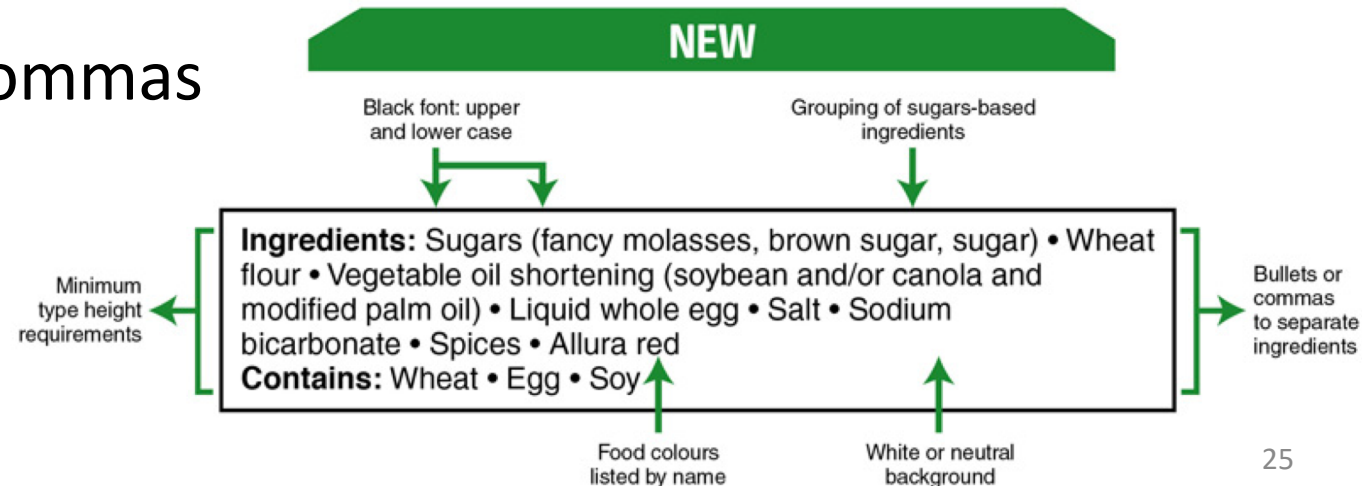 ommas
NEW
Black font: upper
and lower case
Grouping of sugars-based
ingredients
Minimum
type height
requirements
Ingredients: Sugars (fancy molasses, brown sugar, sugar) • Wheat
flour • Vegetable oil shortening (soybean and/or canola and
modified palm oil) • Liquid whole egg • Salt • Sodium
bicarbonate • Spices • Allura red
Contains: Wheat • Egg • Soy
Bullets or
commas
to separate
ingredients
Food colours
listed by name
White or neutral
background
25